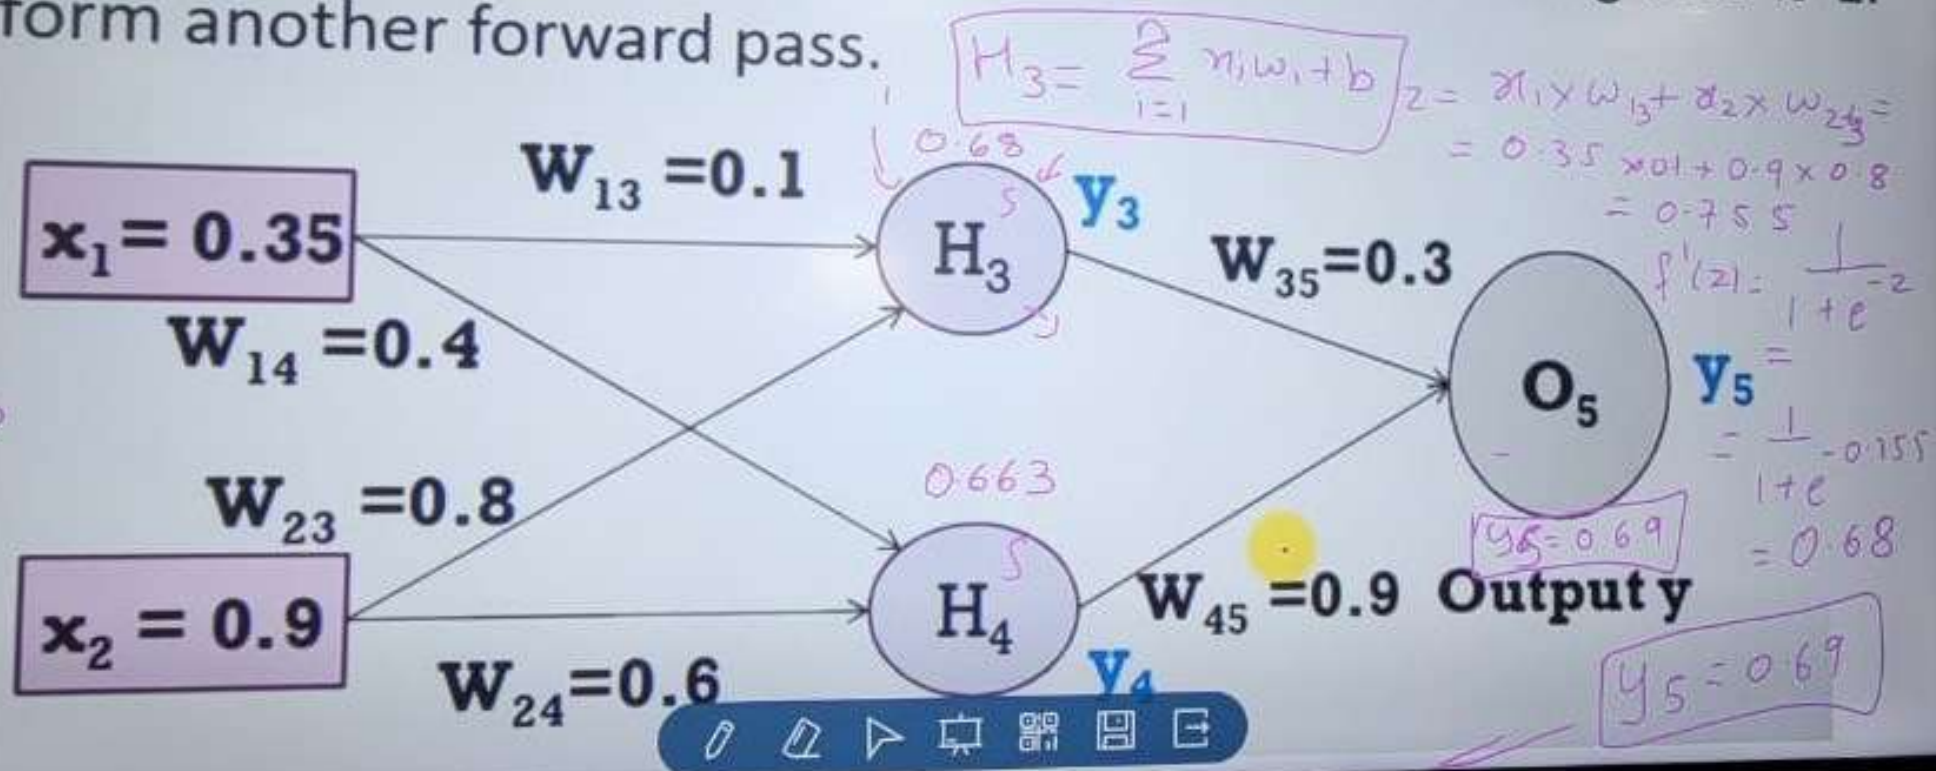 form another forward pass.
H3 = Σ i=1 n xiwi + b
z = x1 × w13 + x2 × w23 =
= 0.35 × 01 + 0.9 × 0.8
= 0.755
f'(z) = 1 / 1 + e^-z
=
= 1 / 1 + e^-0.755
= 0.68
0.68
W13 =0.1
x1 = 0.35
H3
y3
W35=0.3
W14 =0.4
O5
y5
W23 =0.8
0.663
y5 = 0.69
x2 = 0.9
H4
W45 =0.9
Output y
W24=0.6
y4
y5 = 0.69